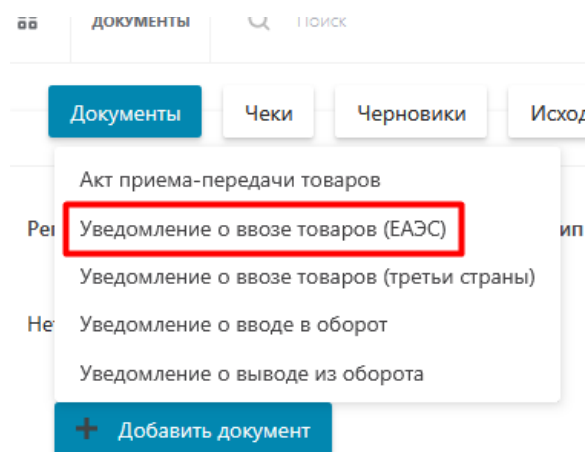 ДОКУМЕНТЫ Поиск
Документы Чеки Черновики
Акт приема-передачи товаров
Уведомление о ввозе товаров (ЕАЭС)
Уведомление о ввозе товаров (третьи страны)
Уведомление о вводе в оборот
Уведомление о выводе из оборота
Добавить документ